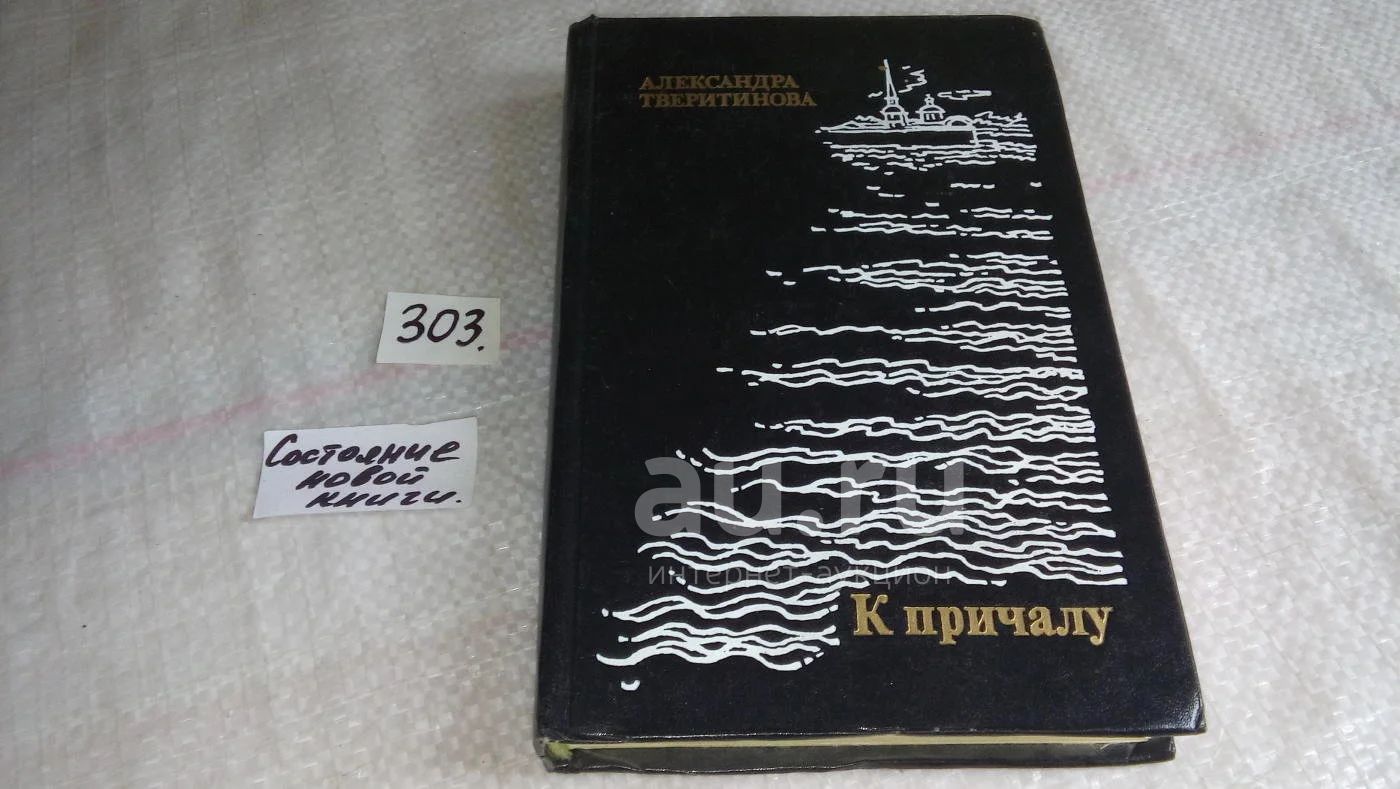 АЛЕКСАНДРА
ТВЕРИТИНОВА
303.
Состояние
новой
книги.
au.ru
интернет-аукцион
К причалу